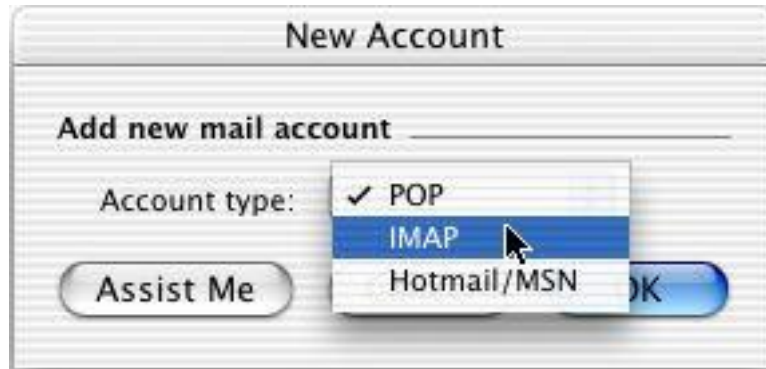 New Account
Add new mail account
Account type:
✓ POP
IMAP
Hotmail/MSN
Assist Me